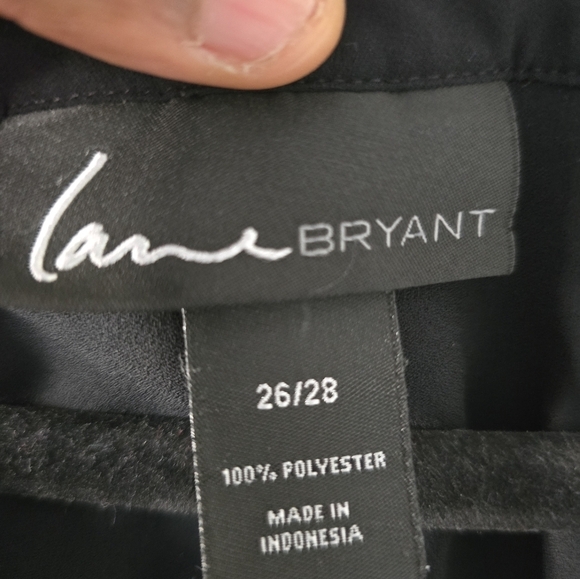 lane BRYANT
26/28
100% POLYESTER
MADE IN
INDONESIA